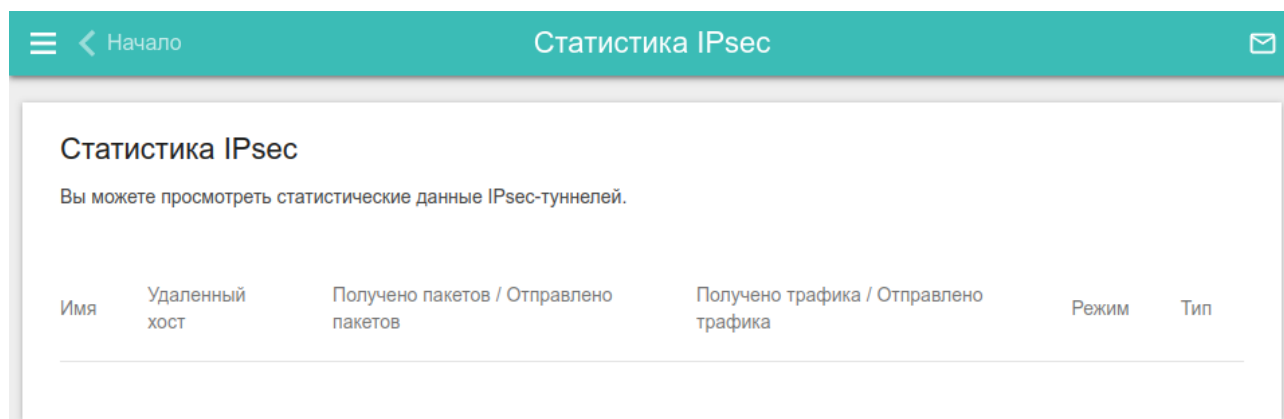 Начало
Статистика IPsec
Статистика IPsec
Вы можете просмотреть статистические данные IPsec-туннелей.
Имя
Удаленный
хост
Получено пакетов / Отправлено
пакетов
Получено трафика / Отправлено
трафика
Режим
Тип